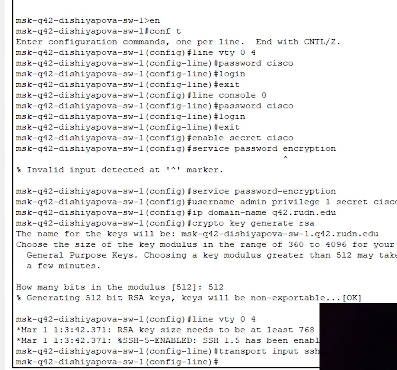 msk-q42-dishiyapova-sw-1>en
msk-q42-dishiyapova-sw-1#conf t
Enter configuration commands, one per line.  End with CNTL/Z.
msk-q42-dishiyapova-sw-1(config)#line vty 0 4
msk-q42-dishiyapova-sw-1(config-line)#password cisco
msk-q42-dishiyapova-sw-1(config-line)#login
msk-q42-dishiyapova-sw-1(config-line)#exit
msk-q42-dishiyapova-sw-1(config)#line console 0
msk-q42-dishiyapova-sw-1(config-line)#password cisco
msk-q42-dishiyapova-sw-1(config-line)#login
msk-q42-dishiyapova-sw-1(config-line)#exit
msk-q42-dishiyapova-sw-1(config)#enable secret cisco
msk-q42-dishiyapova-sw-1(config)#service password encryption
^
% Invalid input detected at '^' marker.
msk-q42-dishiyapova-sw-1(config)#service password-encryption
msk-q42-dishiyapova-sw-1(config)#username admin privilege 1 secret cisc
msk-q42-dishiyapova-sw-1(config)#ip domain-name q42.rudn.edu
msk-q42-dishiyapova-sw-1(config)#crypto key generate rsa
The name for the keys will be: msk-q42-dishiyapova-sw-1.q42.rudn.edu
Choose the size of the key modulus in the range of 360 to 4096 for your
General Purpose Keys. Choosing a key modulus greater than 512 may take
a few minutes.
How many bits in the modulus [512]: 512
% Generating 512 bit RSA keys, keys will be non-exportable...[OK]
msk-q42-dishiyapova-sw-1(config)#line vty 0 4
*Mar 1 1:3:42.371: RSA key size needs to be at least 768
*Mar 1 1:3:42.371: %SSH-5-ENABLED: SSH 1.5 has been enabl
msk-q42-dishiyapova-sw-1(config-line)#transport input ssh
msk-q42-dishiyapova-sw-1(config-line)#